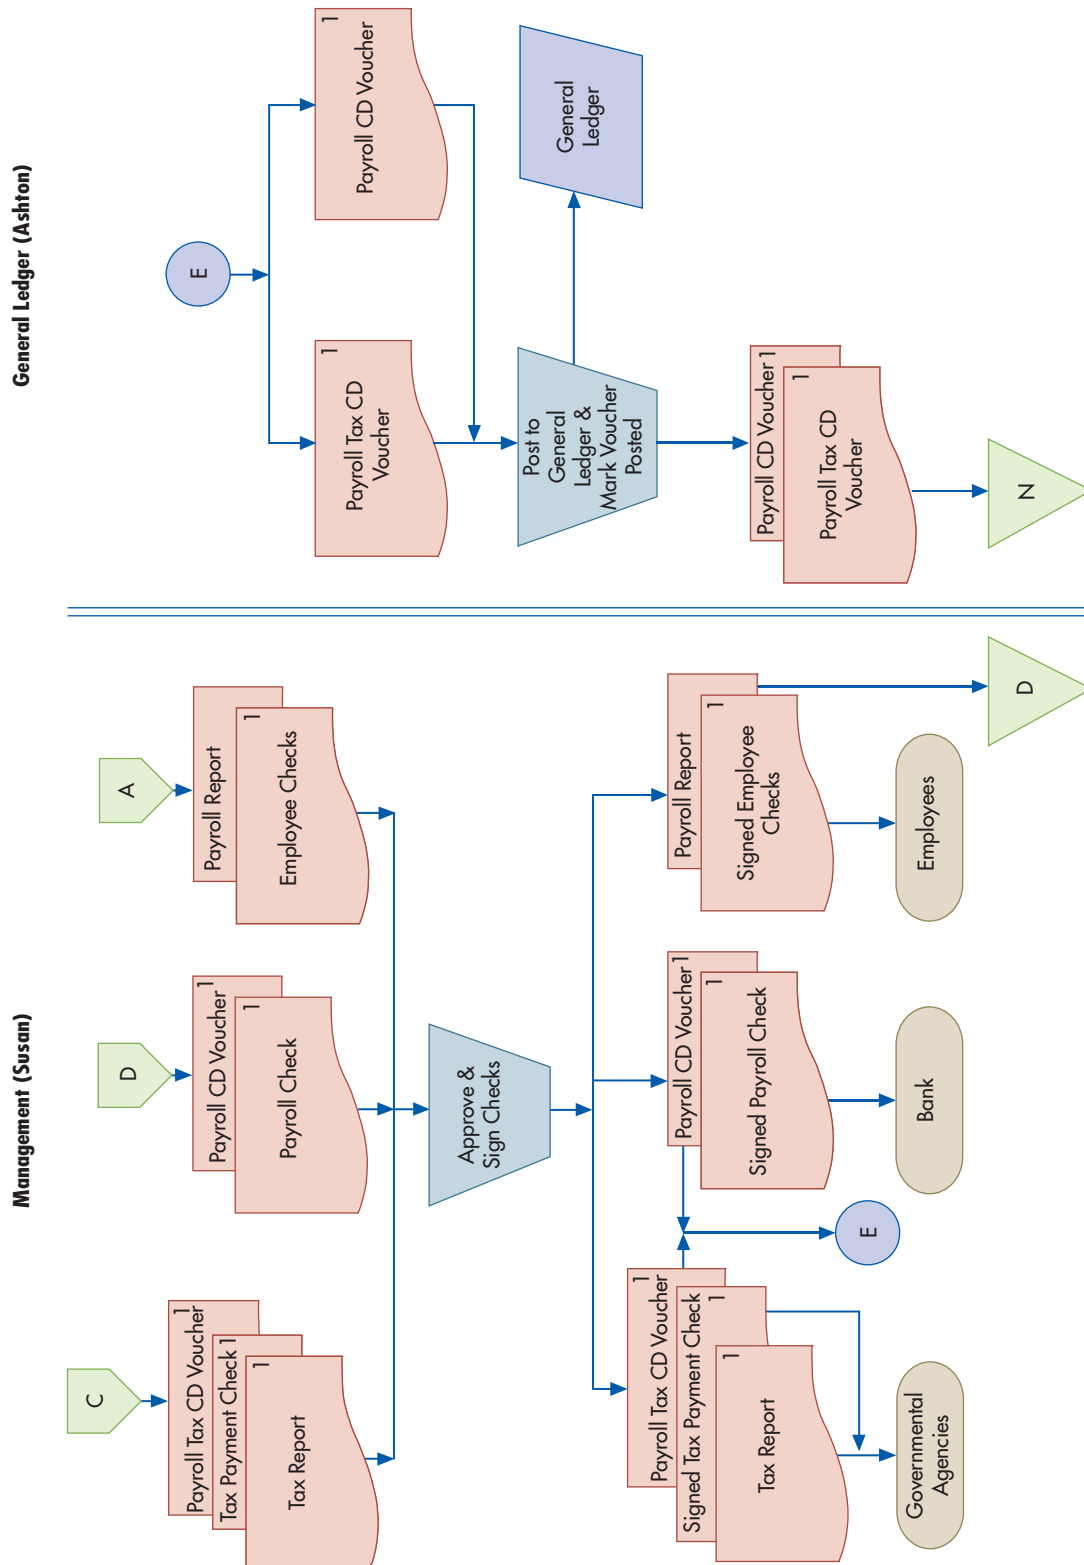 Management (Susan)
General Ledger (Ashton)
C
Payroll Tax CD Voucher
1
Tax Payment Check 1
1
Tax Report
D
Payroll CD Voucher
1
1
Payroll Check
A
Payroll Report
1
Employee Checks
Approve &
Sign Checks
Payroll Tax CD Voucher
1
Signed Tax Payment Check
1
1
Tax Report
Governmental
Agencies
E
Payroll CD Voucher
1
1
Signed Payroll Check
Bank
Payroll Report
1
Signed Employee
Checks
Employees
D
E
1
Payroll Tax CD
Voucher
1
Payroll CD Voucher
Post to
General
Ledger &
Mark Voucher
Posted
General
Ledger
Payroll CD Voucher
1
1
Payroll Tax CD
Voucher
N